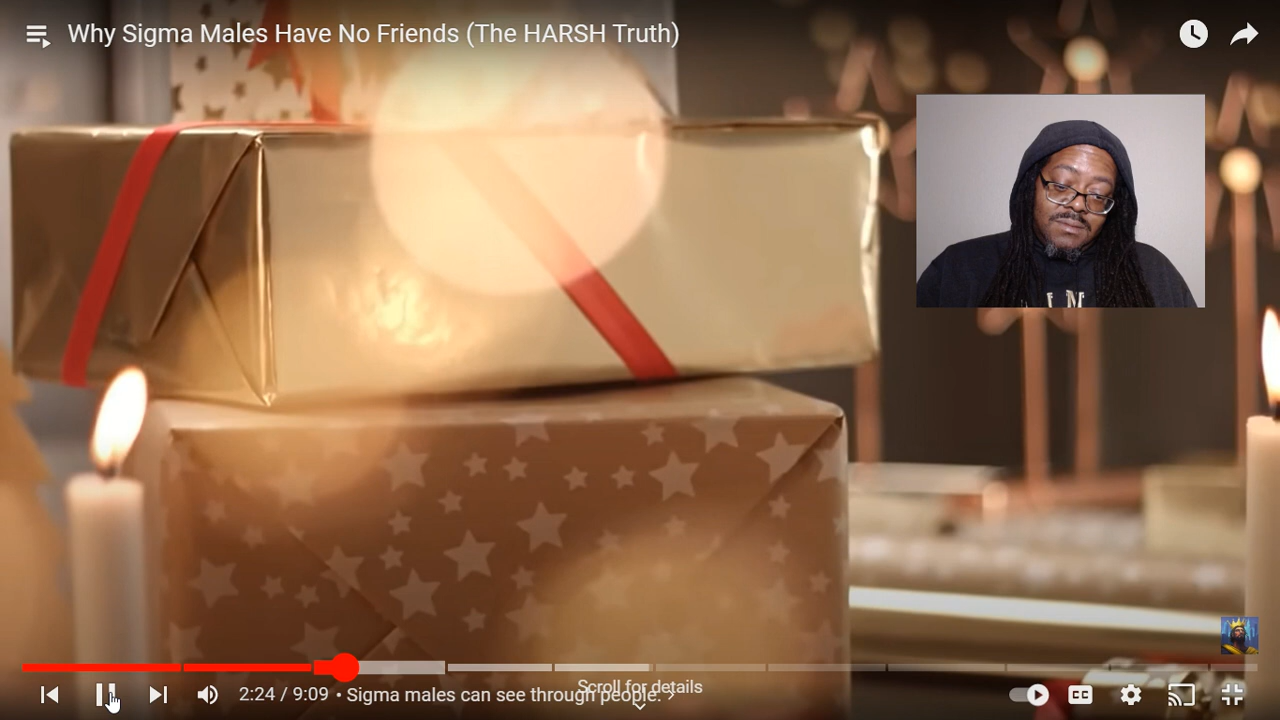 Why Sigma Males Have No Friends (The HARSH Truth)
2:24 / 9:09 • Sigma males can see through people. >
Scroll for details
CC